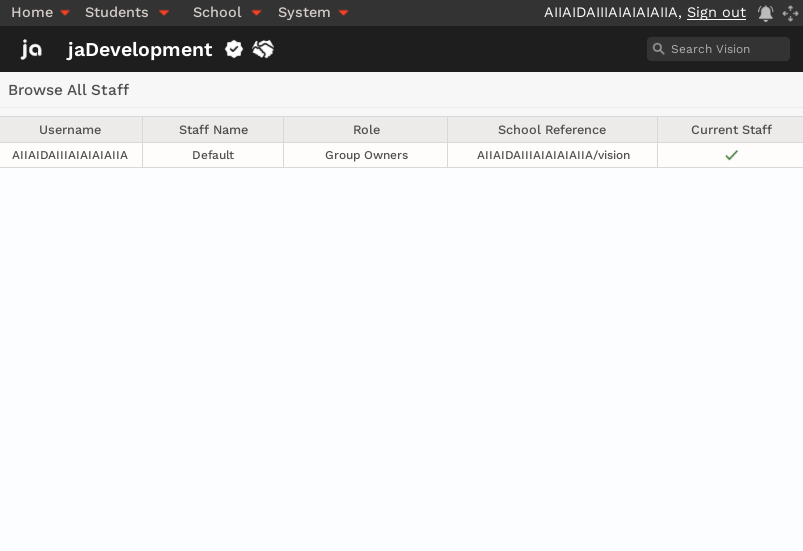 Home Students School System AIIAIDAIIIAIAIAIAIIA, Sign out
ja jaDevelopment Search Vision
Browse All Staff
Username Staff Name Role School Reference Current Staff
AIIAIDAIIIAIAIAIAIIA Default Group Owners AIIAIDAIIIAIAIAIAIIA/vision